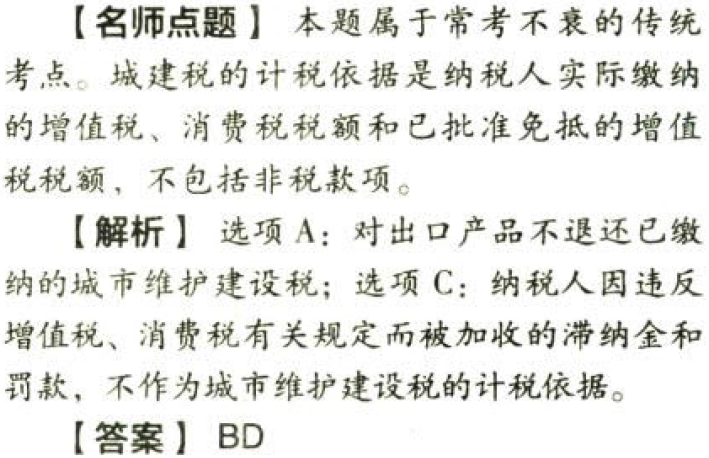 【名师点题】 本题属于常考不衰的传统
考点。城建税的计税依据是纳税人实际缴纳
的增值税、消费税税额和已批准免抵的增值
税税额，不包括非税款项。
【解析】 选项 A：对出口产品不退还已缴
纳的城市维护建设税；选项 C：纳税人因违反
增值税、消费税有关规定而被加收的滞纳金和
罚款，不作为城市维护建设税的计税依据。
【答案】 BD